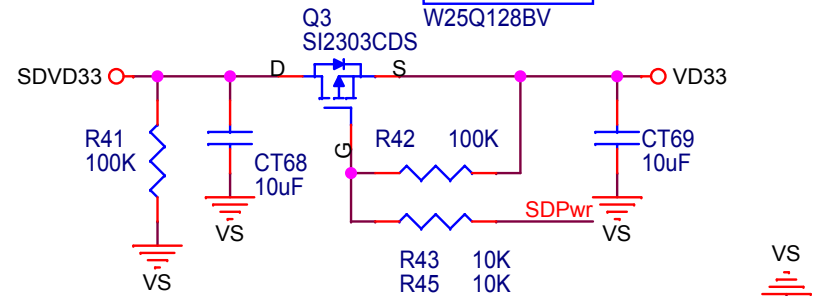 W25Q128BV
Q3
SI2303CDS
SDVD33
D
S
VD33
R41
100K
G
R42 100K
CT68
10uF
CT69
10uF
SDPwr
VS
VS
VS
R43 10K
R45 10K
VS